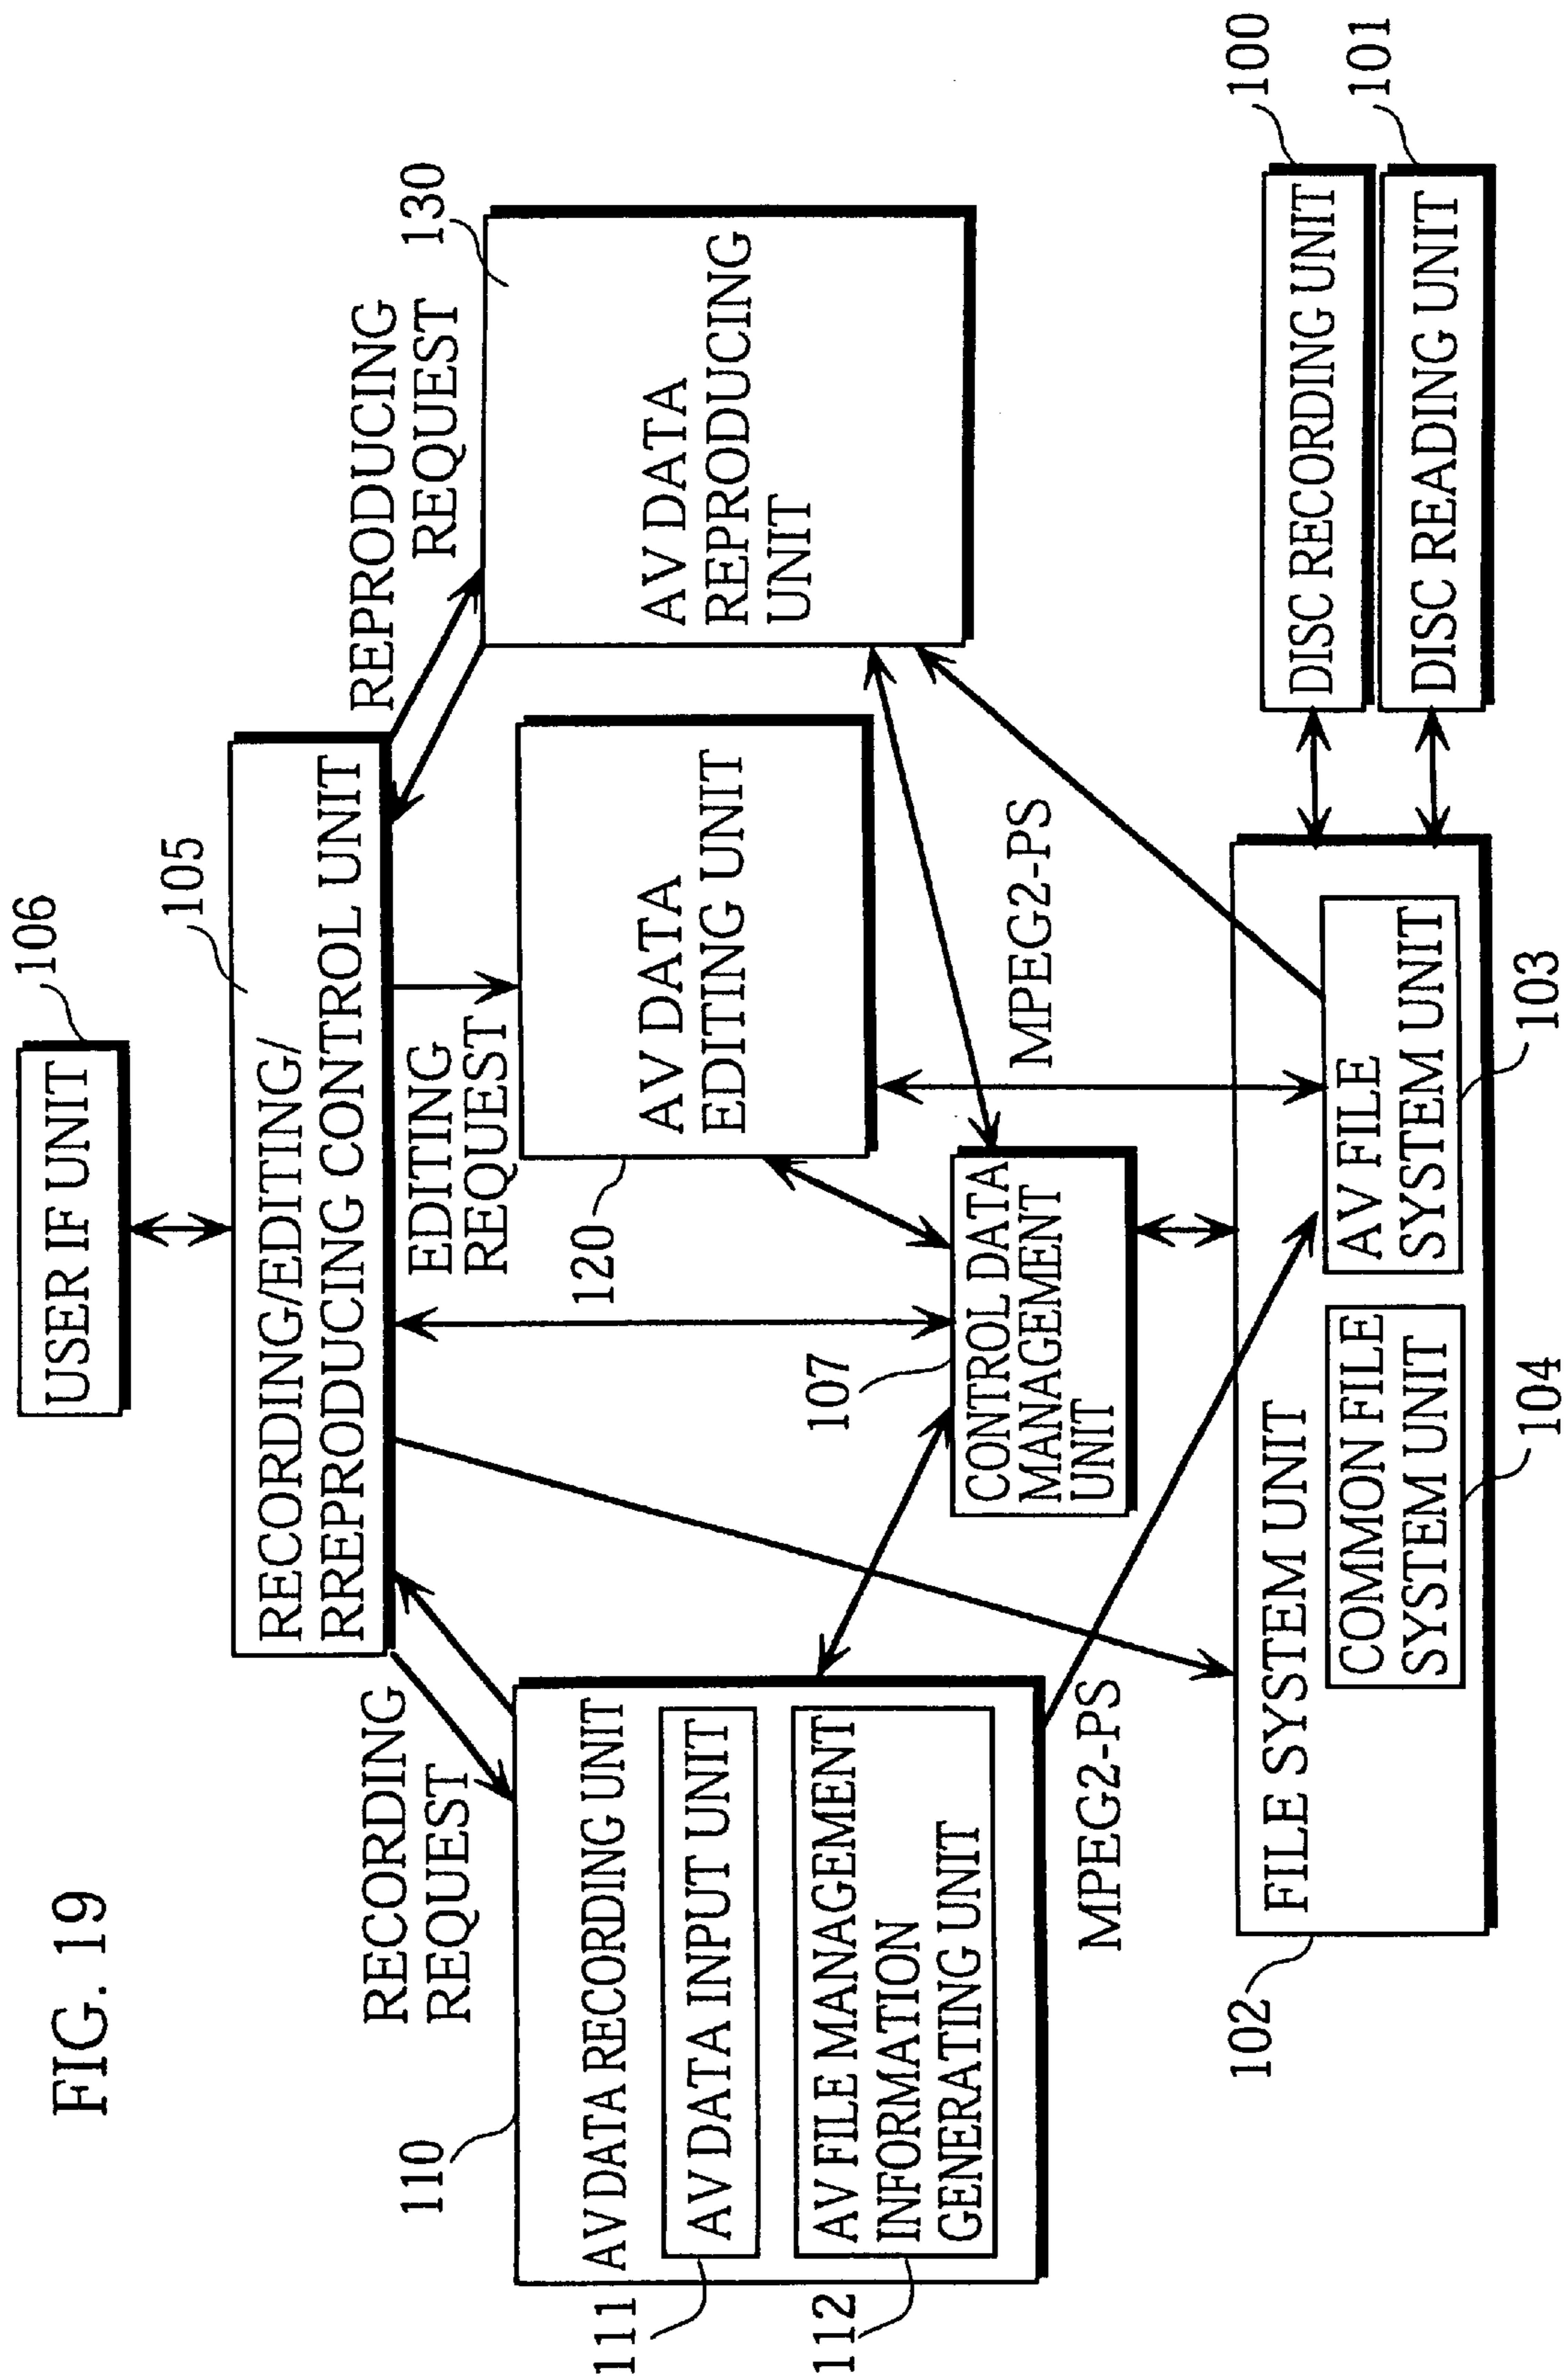 FIG. 19
USER IF UNIT
106
RECORDING/EDITING/
RREPRODUCING CONTROL UNIT
105
RECORDING
REQUEST
EDITING
REQUEST
REPRODUCING
REQUEST
110
AV DATA RECORDING UNIT
111
AV DATA INPUT UNIT
112
AV FILE MANAGEMENT
INFORMATION
GENERATING UNIT
120
AV DATA
EDITING UNIT
130
AV DATA
REPRODUCING
UNIT
107
CONTROL DATA
MANAGEMENT
UNIT
MPEG2-PS
MPEG2-PS
102
FILE SYSTEM UNIT
COMMON FILE
SYSTEM UNIT
104
AV FILE
SYSTEM UNIT
103
DISC RECORDING UNIT
100
DISC READING UNIT
101